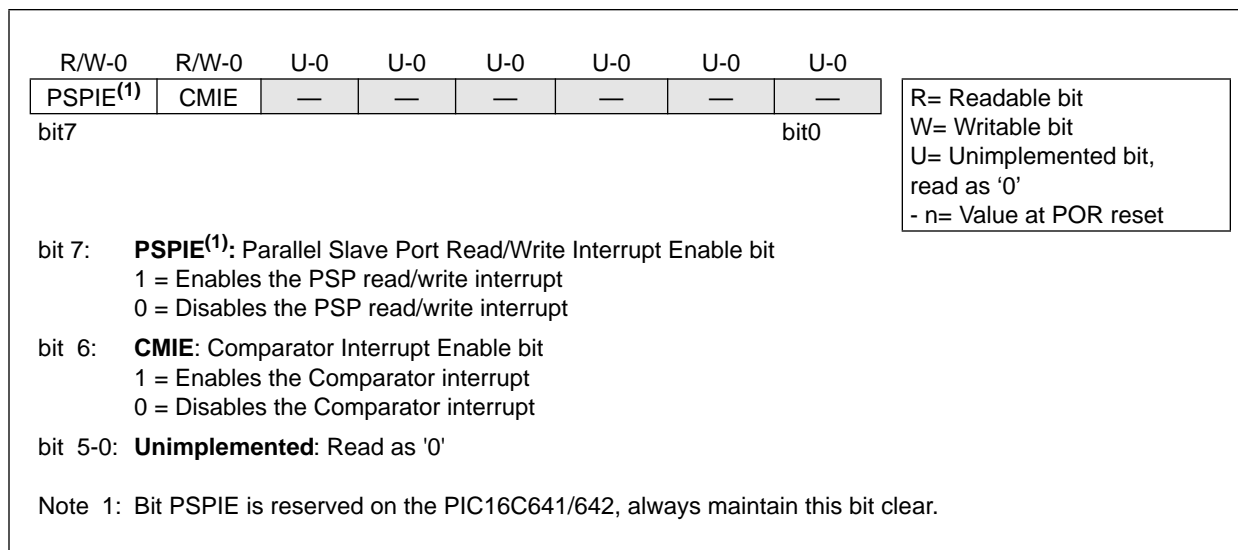 R/W-0 R/W-0 U-0 U-0 U-0 U-0 U-0 U-0
PSPIE(1) CMIE — — — — — —
bit7 bit0
R= Readable bit
W= Writable bit
U= Unimplemented bit,
read as ‘0’
- n= Value at POR reset
bit 7: PSPIE(1): Parallel Slave Port Read/Write Interrupt Enable bit
1 = Enables the PSP read/write interrupt
0 = Disables the PSP read/write interrupt
bit 6: CMIE: Comparator Interrupt Enable bit
1 = Enables the Comparator interrupt
0 = Disables the Comparator interrupt
bit 5-0: Unimplemented: Read as '0'
Note 1: Bit PSPIE is reserved on the PIC16C641/642, always maintain this bit clear.